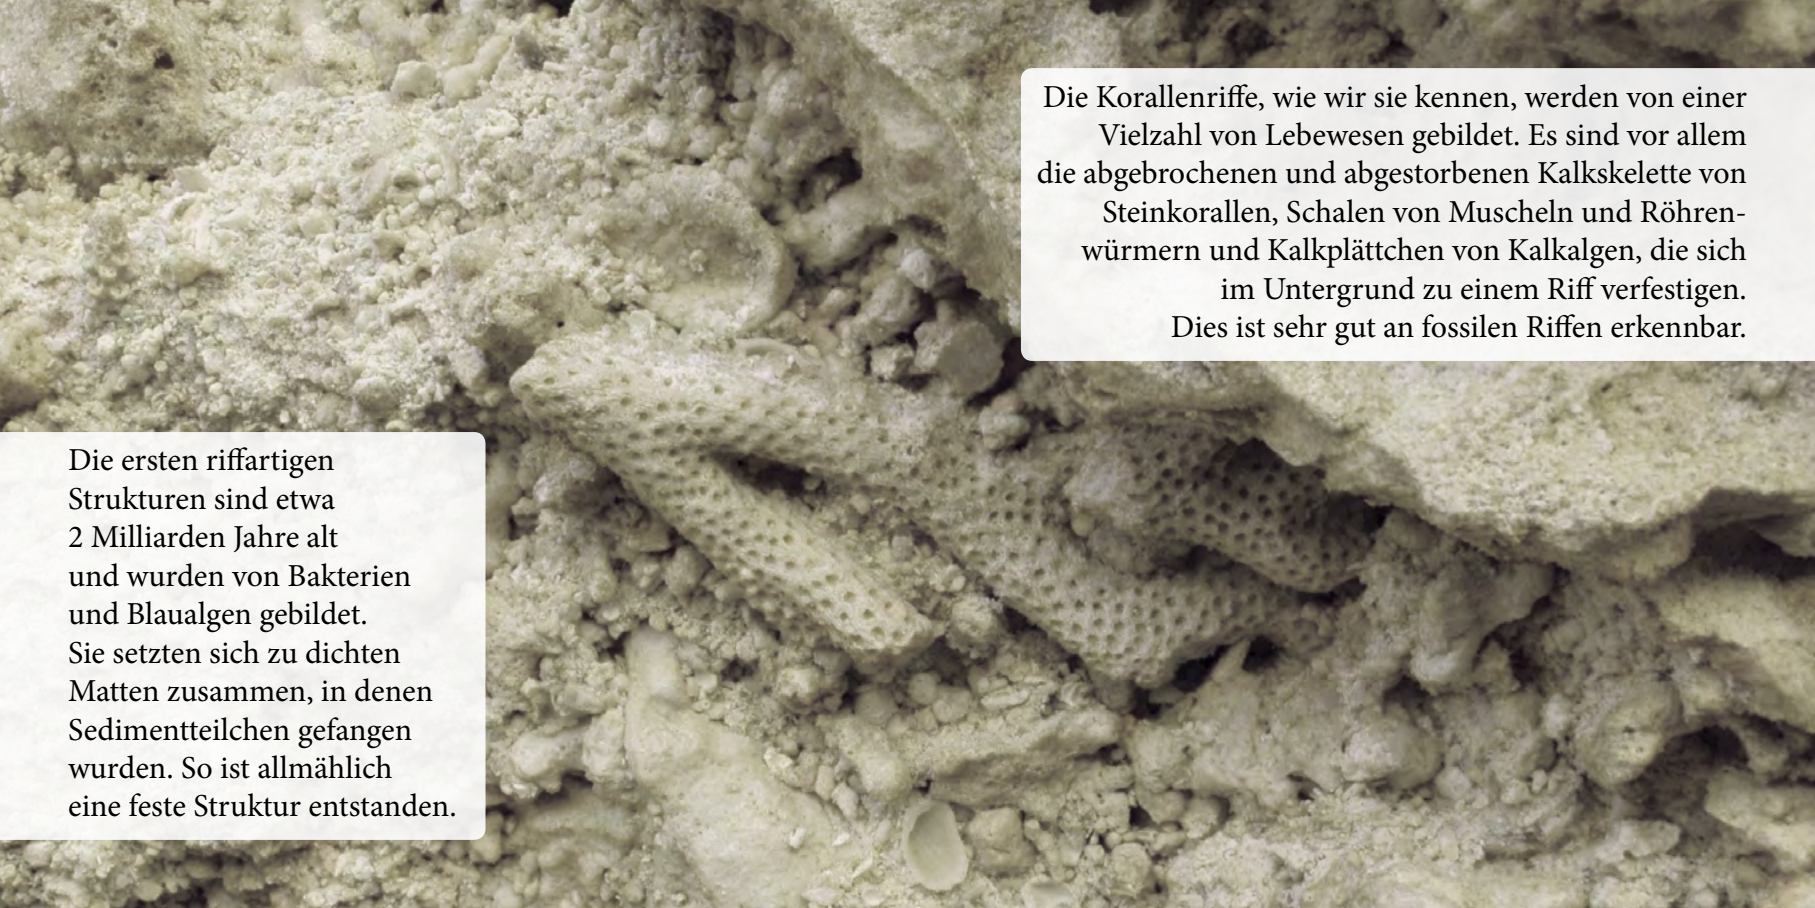 Die Korallenriffe, wie wir sie kennen, werden von einer
Vielzahl von Lebewesen gebildet. Es sind vor allem
die abgebrochenen und abgestorbenen Kalkskelette von
Steinkorallen, Schalen von Muscheln und Röhren-
würmern und Kalkplättchen von Kalkalgen, die sich
im Untergrund zu einem Riff verfestigen.
Dies ist sehr gut an fossilen Riffen erkennbar.
Die ersten riffartigen
Strukturen sind etwa
2 Milliarden Jahre alt
und wurden von Bakterien
und Blaualgen gebildet.
Sie setzten sich zu dichten
Matten zusammen, in denen
Sedimentteilchen gefangen
wurden. So ist allmählich
eine feste Struktur entstanden.